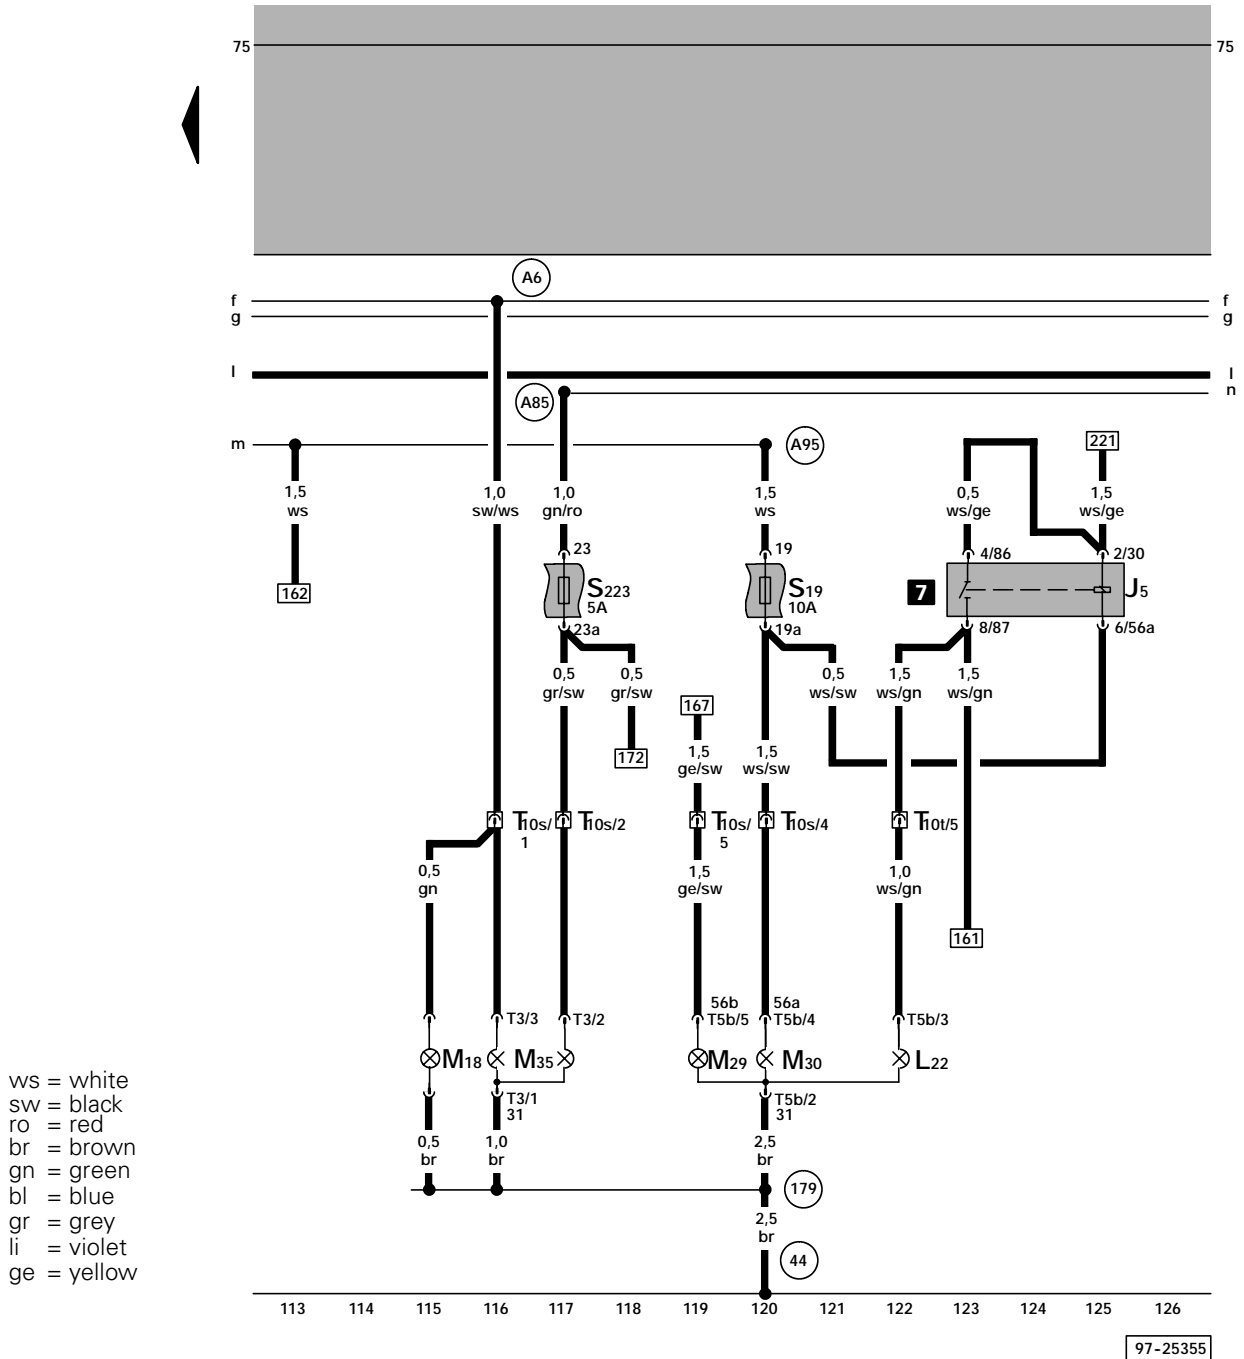 75 75
A6
f f
g g
l l
A85 n
m A95 221
1,5 1,0 1,0 1,5 0,5 1,5
ws sw/ws gn/ro ws ws/ge ws/ge
23 19 4/86 2/30
162 S223 S19 7 J5
5A 10A
23a 19a 8/87 6/56a
0,5 0,5 0,5 1,5 1,5
gr/sw gr/sw ws/sw ws/gn ws/gn
167
172 1,5 1,5
ge/sw ws/sw
T10s/ T10s/2 T10s/ T10s/4 T10t/5
1 5
0,5 1,5 1,0
gn ge/sw ws/gn
161
56b 56a
T3/3 T3/2 T5b/5 T5b/4 T5b/3
M18 M35 M29 M30 L22
T3/1 T5b/2
31 31
0,5 1,0 2,5
br br br
179
2,5
br
44
ws = white
sw = black
ro = red
br = brown
gn = green
bl = blue
gr = grey
li = violet
ge = yellow
113 114 115 116 117 118 119 120 121 122 123 124 125 126
97-25355